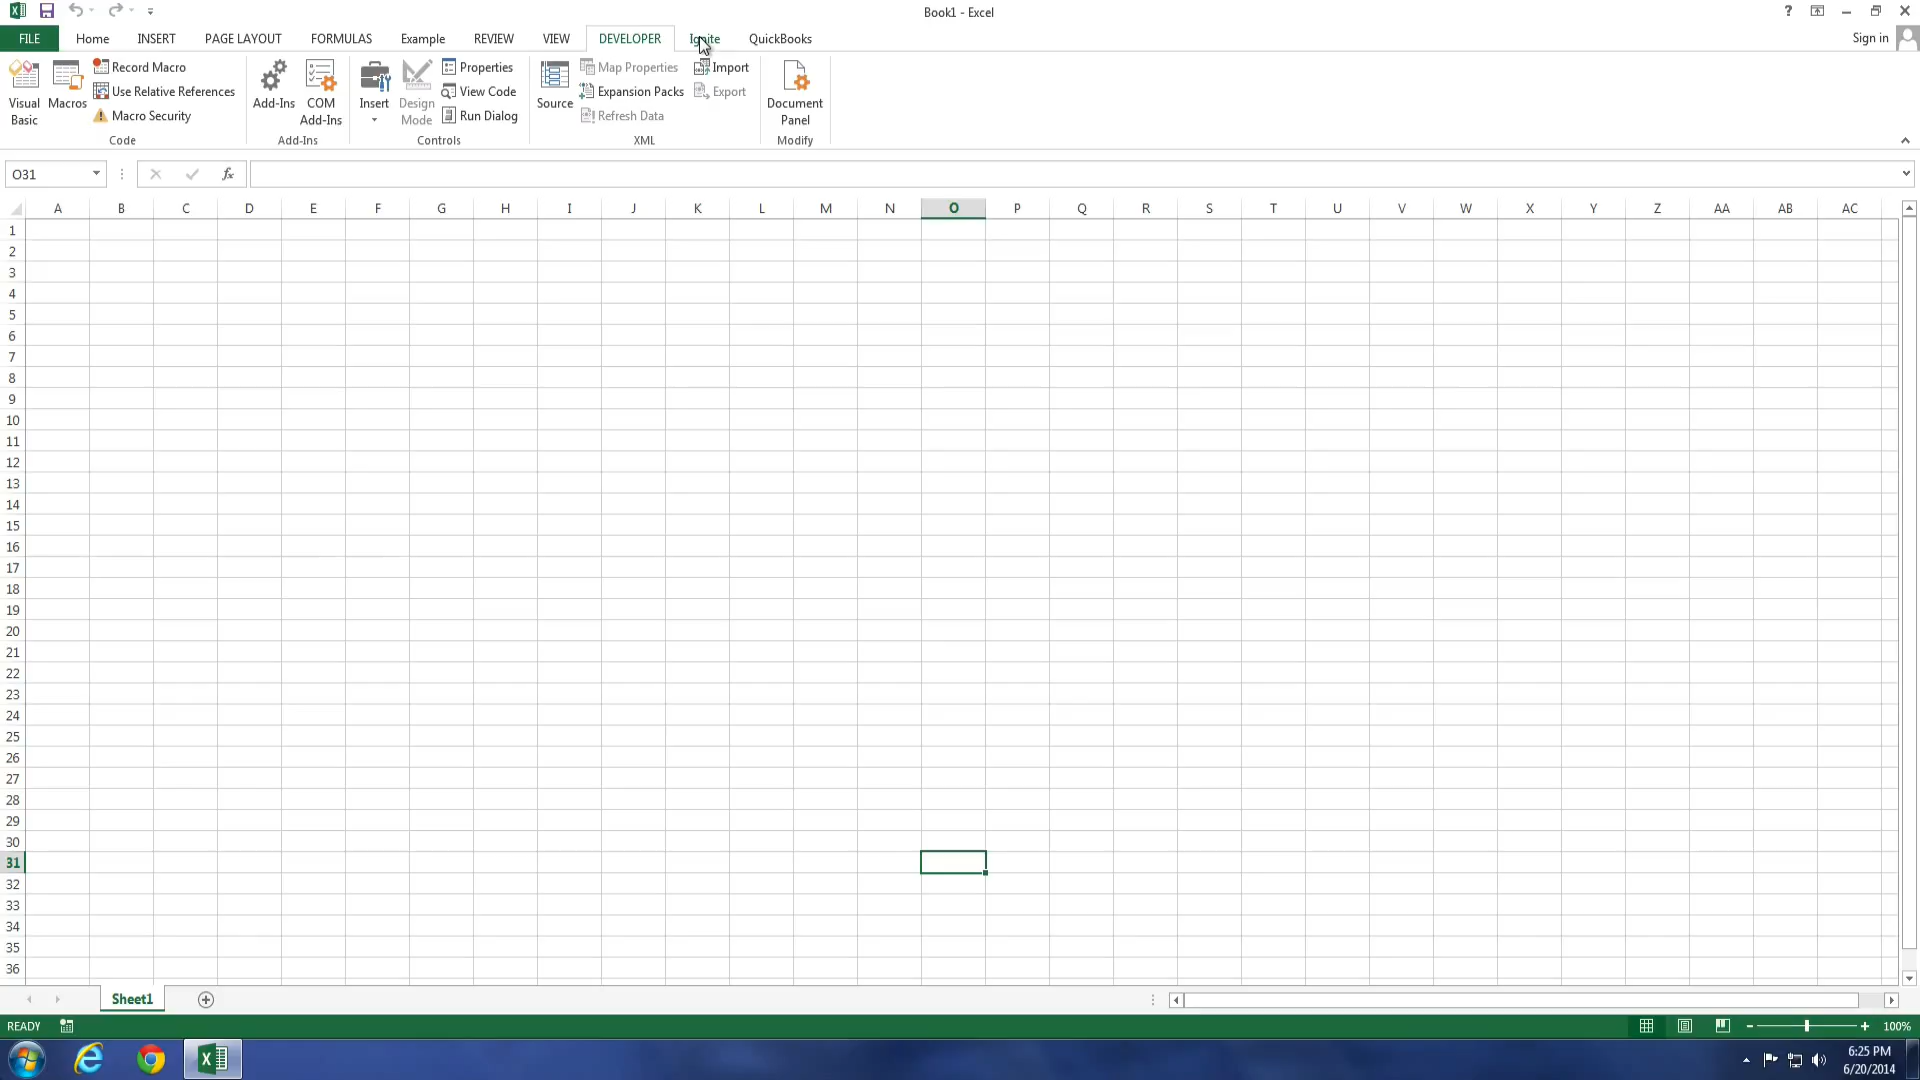 Book1 - Excel
?
FILE Home INSERT PAGE LAYOUT FORMULAS Example REVIEW VIEW DEVELOPER Ignite QuickBooks Sign in
Visual Basic
Macros
Record Macro
Use Relative References
Macro Security
Code
Add-Ins
COM Add-Ins
Add-Ins
Insert
Design Mode
Properties
View Code
Run Dialog
Controls
Source
Map Properties
Expansion Packs
Refresh Data
Import
Export
XML
Document Panel
Modify
O31
fx
A B C D E F G H I J K L M N O P Q R S T U V W X Y Z AA AB AC
1
2
3
4
5
6
7
8
9
10
11
12
13
14
15
16
17
18
19
20
21
22
23
24
25
26
27
28
29
30
31
32
33
34
35
36
Sheet1
READY
100%
6:25 PM
6/20/2014